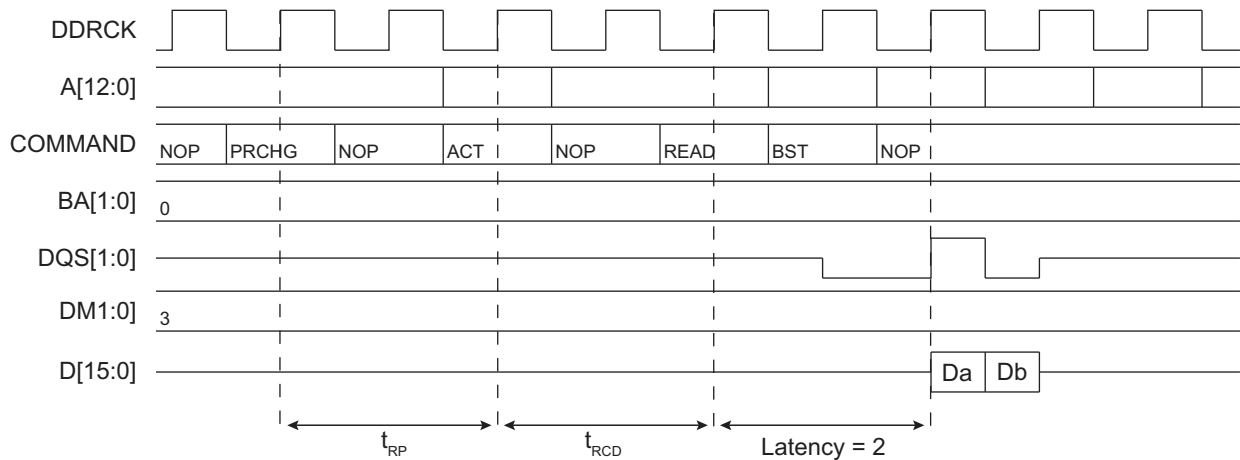 DDRCK
A[12:0]
COMMAND NOP PRCHG NOP ACT NOP READ BST NOP
BA[1:0] 0
DQS[1:0]
DM1:0] 3
D[15:0] Da Db
tRP tRCD Latency = 2